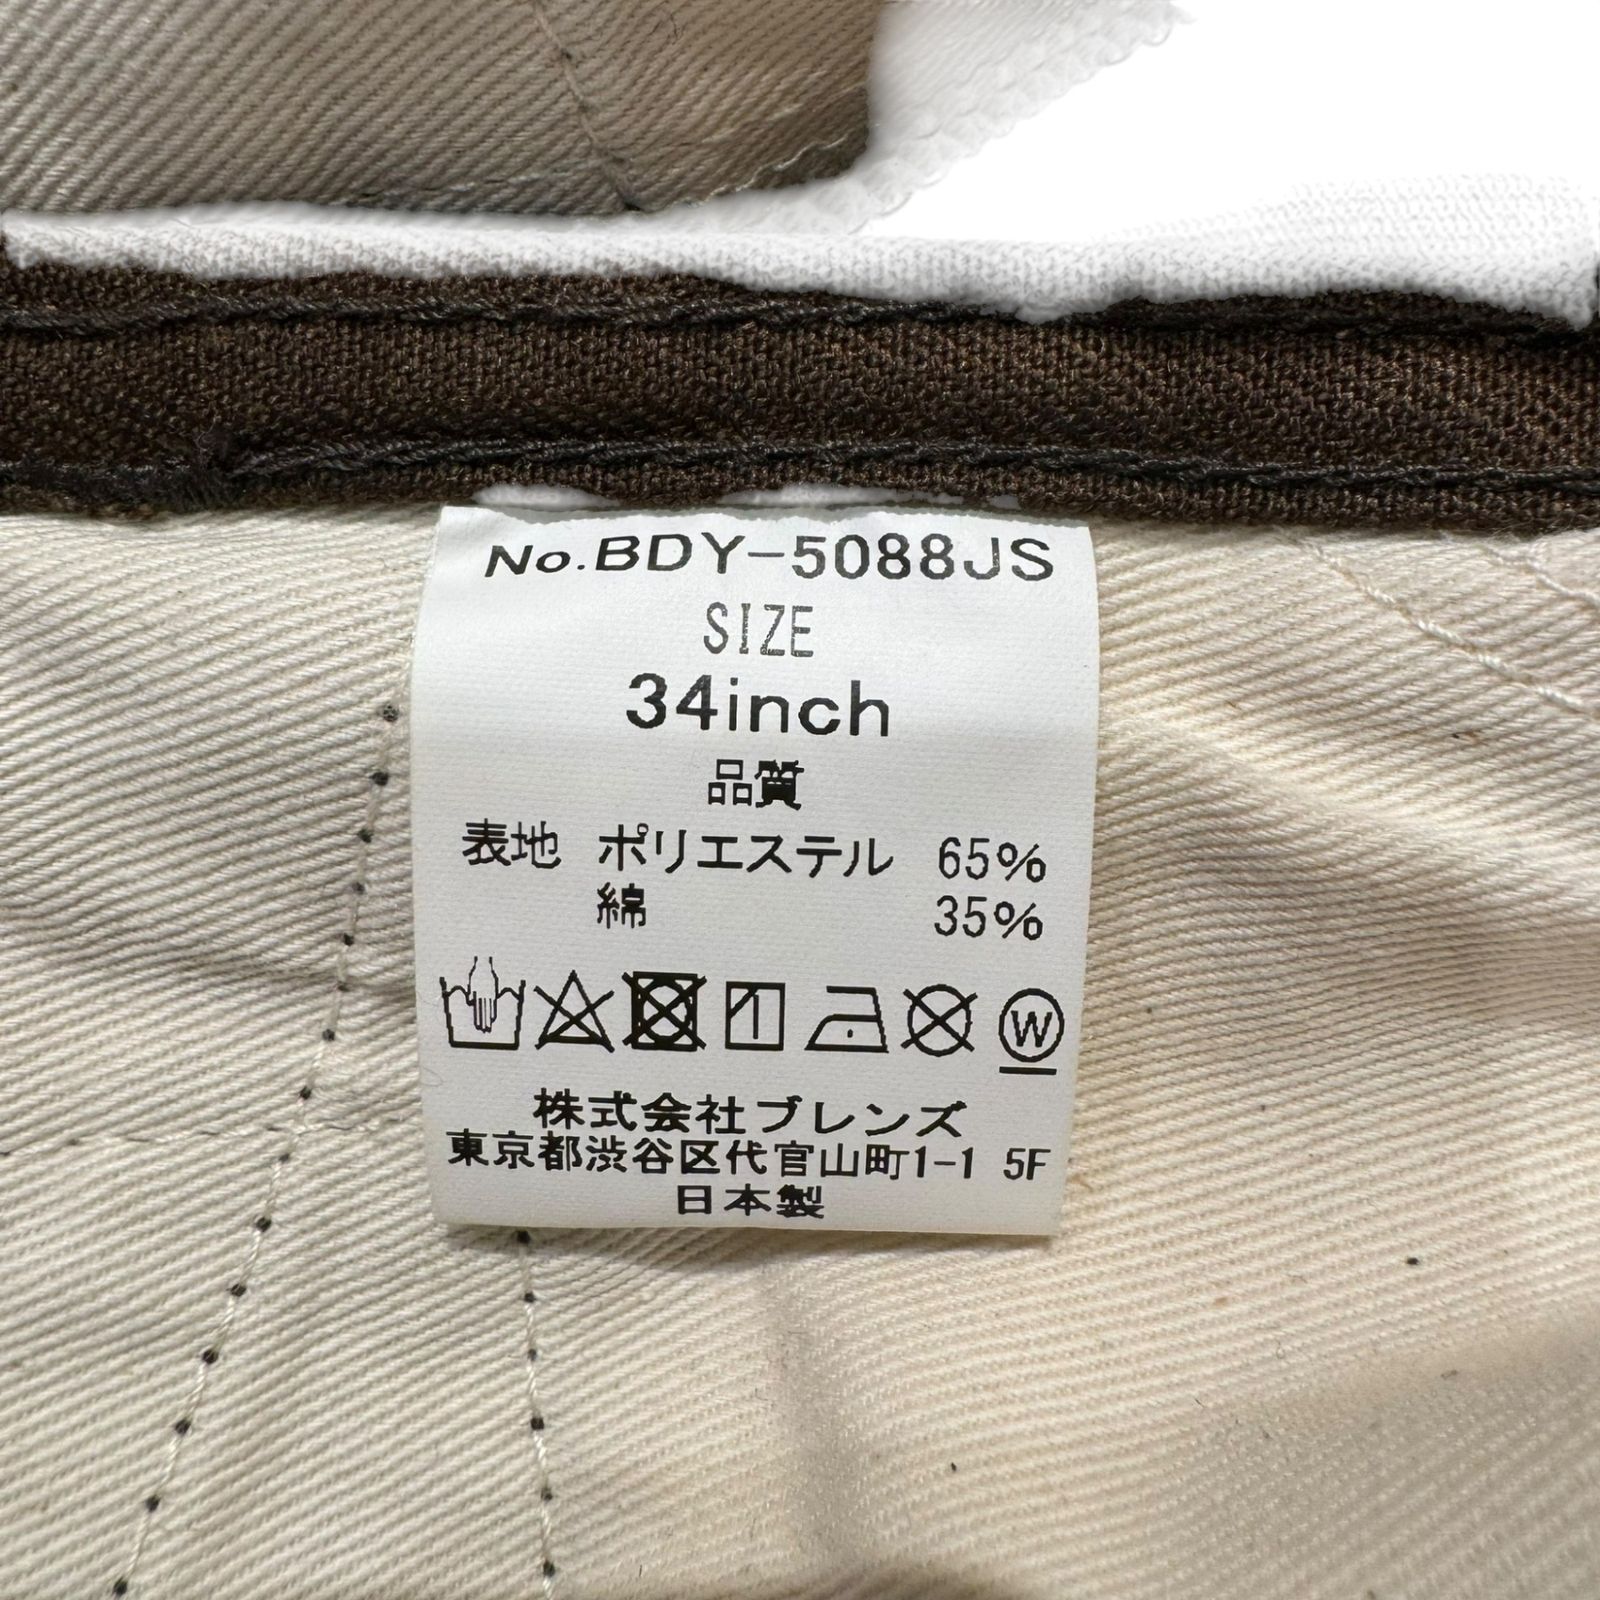 No.BDY-5088JS
SIZE
34inch
品質
表地 ポリエステル 65%
綿 35%
W
株式会社ブレンズ
東京都渋谷区代官山町1-1 5F
日本製